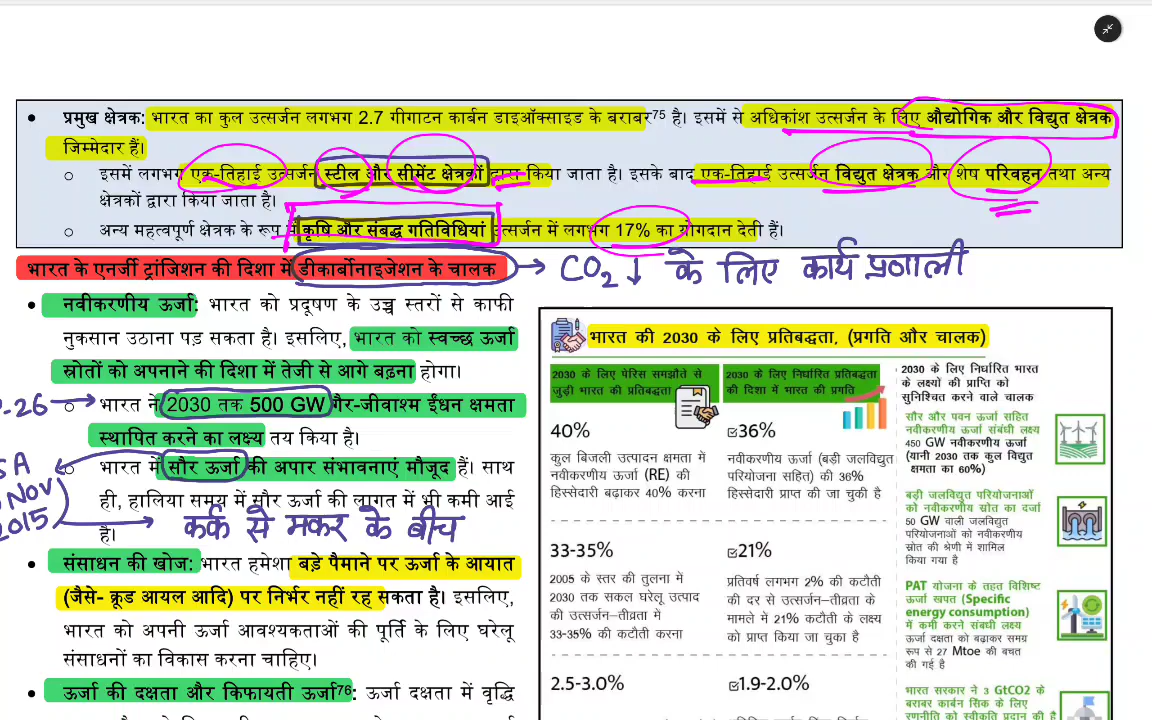 • प्रमुख क्षेत्रक: भारत का कुल उत्सर्जन लगभग 2.7 गीगाटन कार्बन डाइऑक्साइड के बराबर⁷⁵ है। इसमें से अधिकांश उत्सर्जन के लिए औद्योगिक और विद्युत क्षेत्रक
जिम्मेदार हैं।
○ इसमें लगभग एक-तिहाई उत्सर्जन स्टील और सीमेंट क्षेत्रकों द्वारा किया जाता है। इसके बाद एक-तिहाई उत्सर्जन विद्युत क्षेत्रक और शेष परिवहन तथा अन्य
क्षेत्रकों द्वारा किया जाता है।
○ अन्य महत्वपूर्ण क्षेत्रक के रूप में कृषि और संबद्ध गतिविधियां उत्सर्जन में लगभग 17% का योगदान देती हैं।
भारत के एनर्जी ट्रांजिशन की दिशा में डीकार्बोनाइजेशन के चालक
CO₂↓ के लिए कार्य प्रणाली
• नवीकरणीय ऊर्जा: भारत को प्रदूषण के उच्च स्तरों से काफी
नुकसान उठाना पड़ सकता है। इसलिए, भारत को स्वच्छ ऊर्जा
स्रोतों को अपनाने की दिशा में तेजी से आगे बढ़ना होगा।
-26
○ भारत ने 2030 तक 500 GW गैर-जीवाश्म ईंधन क्षमता
स्थापित करने का लक्ष्य तय किया है।
SA
Nov
2015
○ भारत में सौर ऊर्जा की अपार संभावनाएं मौजूद हैं। साथ
ही, हालिया समय में सौर ऊर्जा की लागत में भी कमी आई
है।
कर्क से मकर के बीच
• संसाधन की खोज: भारत हमेशा बड़े पैमाने पर ऊर्जा के आयात
(जैसे- क्रूड आयल आदि) पर निर्भर नहीं रह सकता है। इसलिए,
भारत को अपनी ऊर्जा आवश्यकताओं की पूर्ति के लिए घरेलू
संसाधनों का विकास करना चाहिए।
• ऊर्जा की दक्षता और किफायती ऊर्जा⁷⁶: ऊर्जा दक्षता में वृद्धि
भारत की 2030 के लिए प्रतिबद्धता, (प्रगति और चालक)
2030 के लिए पेरिस समझौते से
जुड़ी भारत की प्रतिबद्धता
40%
कुल बिजली उत्पादन क्षमता में
नवीकरणीय ऊर्जा (RE) की
हिस्सेदारी बढ़ाकर 40% करना
33-35%
2005 के स्तर की तुलना में
2030 तक सकल घरेलू उत्पाद
की उत्सर्जन–तीव्रता में
33-35% की कटौती करना
2.5-3.0%
2030 के लिए निर्धारित प्रतिबद्धता
की दिशा में भारत की प्रगति
36%
नवीकरणीय ऊर्जा (बड़ी जलविद्युत
परियोजना सहित) की 36%
हिस्सेदारी प्राप्त की जा चुकी है
21%
प्रतिवर्ष लगभग 2% की कटौती
की दर से उत्सर्जन–तीव्रता के
मामले में 21% कटौती के लक्ष्य
को प्राप्त किया जा चुका है
1.9-2.0%
2030 के लिए निर्धारित भारत
के लक्ष्यों की प्राप्ति को
सुनिश्चित करने वाले चालक
सौर और पवन ऊर्जा सहित
नवीकरणीय ऊर्जा संबंधी लक्ष्य
450 GW नवीकरणीय ऊर्जा
(यानी 2030 तक कुल विद्युत
क्षमता का 60%)
बड़ी जलविद्युत परियोजनाओं
को नवीकरणीय स्रोत का दर्जा
50 GW वाली जलविद्युत
परियोजनाओं को नवीकरणीय
स्रोत की श्रेणी में शामिल
किया गया है
PAT योजना के तहत विशिष्ट
ऊर्जा खपत (Specific
energy consumption)
में कमी करने संबंधी लक्ष्य
ऊर्जा दक्षता को बढ़ाकर समग्र
रूप से 27 Mtoe की बचत
की गई है
भारत सरकार ने 3 GtCO2 के
बराबर कार्बन सिंक के लिए
रणनीति को स्वीकृति प्रदान की है